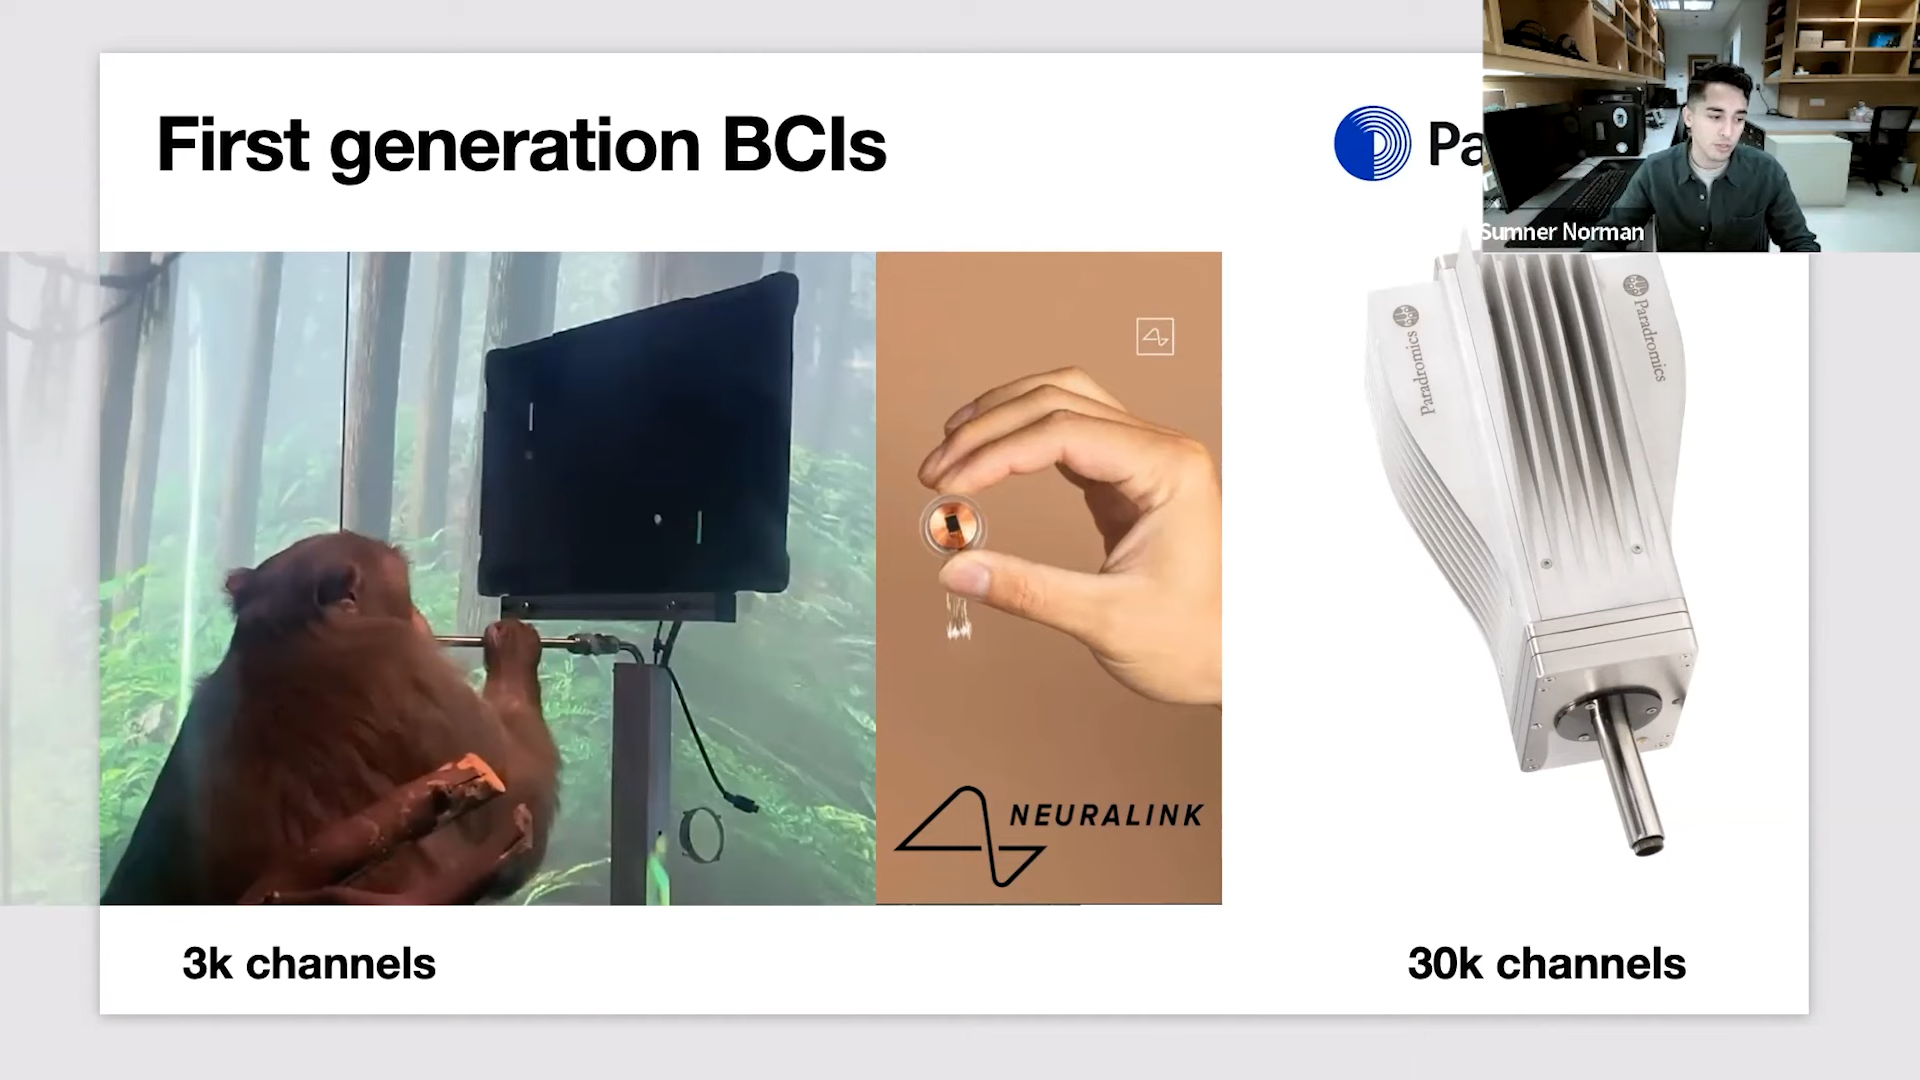 First generation BCIs
Pa
Sumner Norman
Paradromics
Paradromics
NEURALINK
3k channels
30k channels